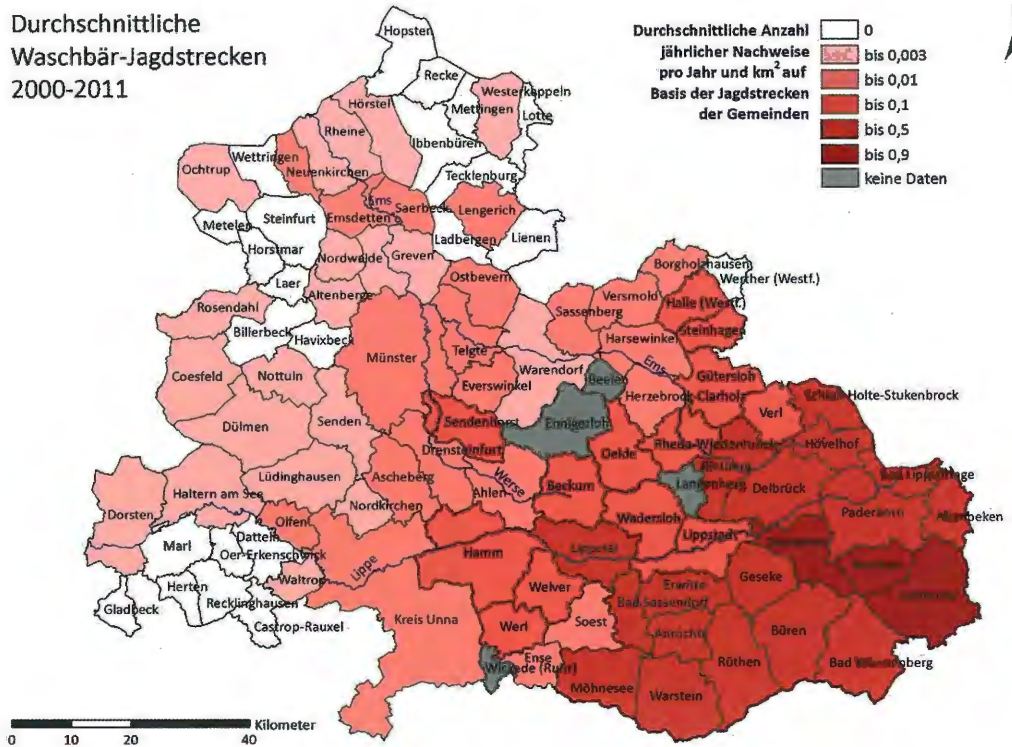 Durchschnittliche
Waschbär-Jagdstrecken
2000-2011
Durchschnittliche Anzahl
jährlicher Nachweise
pro Jahr und km² auf
Basis der Jagdstrecken
der Gemeinden
0
bis 0,003
bis 0,01
bis 0,1
bis 0,5
bis 0,9
keine Daten
Hopsten
Recke
Mettingen
Westerkappeln
Lotte
Hörstel
Rheine
Ibbenbüren
Wettringen
Neuenkirchen
Ochtrup
Tecklenburg
Ems
Saerbeck
Lengerich
Steinfurt
Emsdetten
Metelen
Ladbergen
Lienen
Horstmar
Nordwalde
Greven
Laer
Altenberge
Ostbevern
Borgholzhausen
Werther (Westf.)
Versmold
Halle (Westf.)
Sassenberg
Rosendahl
Billerbeck
Havixbeck
Steinhagen
Harsewinkel
Münster
Telgte
Coesfeld
Nottuln
Warendorf
Ems
Everswinkel
Beelen
Gütersloh
Herzebrock-Clarholz
Schloß Holte-Stukenbrock
Senden
Sendenhorst
Ennigerloh
Verl
Dülmen
Drensteinfurt
Oelde
Rheda-Wiedenbrück
Hövelhof
Lüdinghausen
Ascheberg
Werse
Beckum
Langenberg
Delbrück
Bad Lippspringe
Haltern am See
Ahlen
Dorsten
Nordkirchen
Wadersloh
Paderborn
Altenbeken
Olfen
Datteln
Marl
Oer-Erkenschwick
Lippe
Hamm
Lippetal
Lippstadt
Waltrop
Herten
Recklinghausen
Gladbeck
Castrop-Rauxel
Welver
Erwitte
Geseke
Bad Sassendorf
Kreis Unna
Werl
Soest
Anröchte
Büren
Ense
Wickede (Ruhr)
Rüthen
Bad Wünnenberg
Möhnesee
Warstein
Kilometer
0 10 20 40